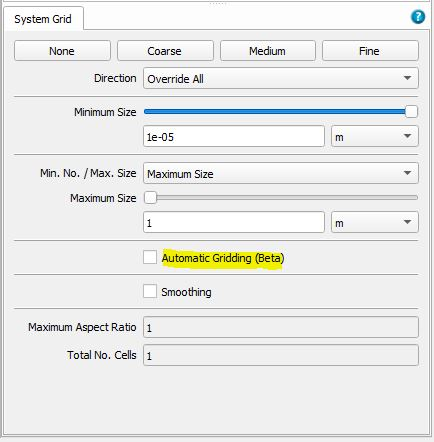 System Grid
?
None Coarse Medium Fine
Direction Override All
Minimum Size
1e-05 m
Min. No. / Max. Size Maximum Size
Maximum Size
1 m
Automatic Gridding (Beta)
Smoothing
Maximum Aspect Ratio 1
Total No. Cells 1